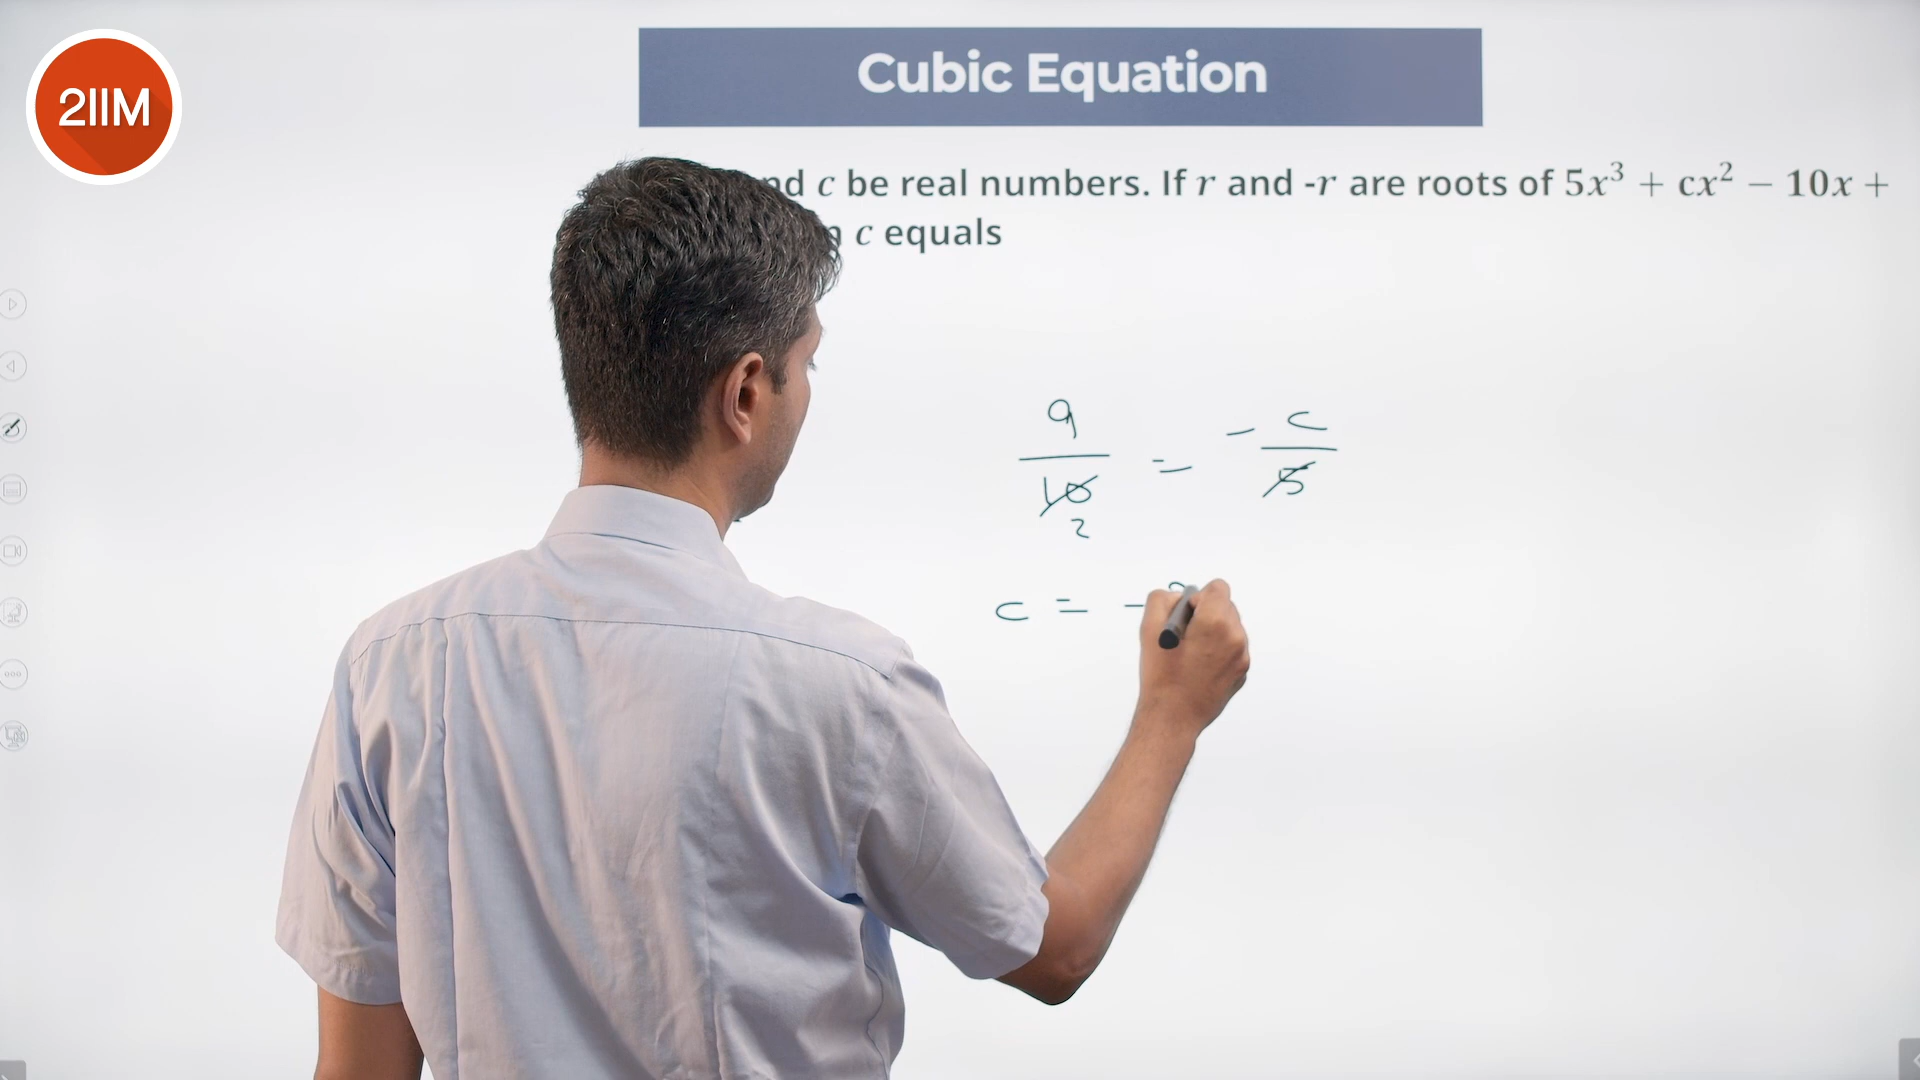 2IIM
Cubic Equation
nd c be real numbers. If r and -r are roots of 5x³ + cx² − 10x +
c equals
9 / 10 = - c / 5
2
c = -